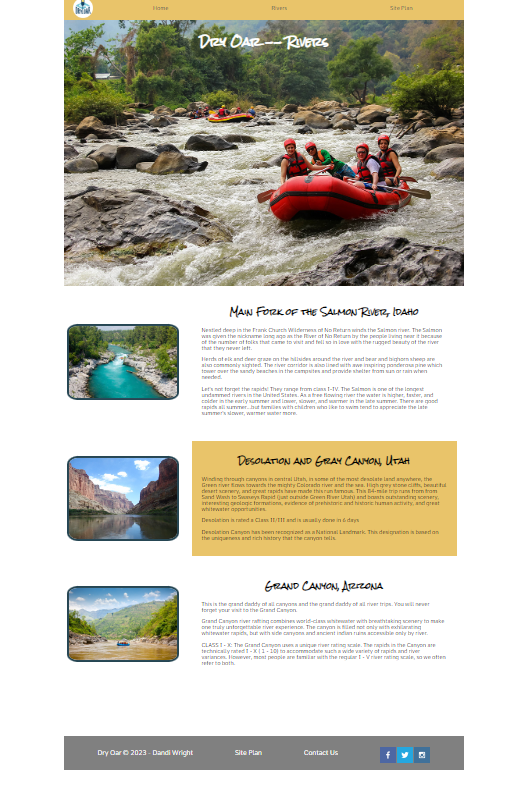 Home Rivers Site Plan
Dry Oar -- Rivers
Main Fork of the Salmon River, Idaho
Nestled deep in the Frank Church Wilderness of No Return winds the Salmon river. The Salmon
was given the nickname long ago as the River of No Return by the people living near it because
of the number of folks that came to visit and fell so in love with the rugged beauty of the river
that they never left.
Herds of elk and deer graze on the hillsides around the river and bear and bighorn sheep are
also commonly sighted. The river corridor is also lined with awe inspiring ponderosa pine which
tower over the sandy beaches in the campsites and provide shelter from sun or rain when
needed.
Let's not forget the rapids! They range from class I-IV. The Salmon is one of the longest
undammed rivers in the United States. As a free flowing river the water is higher, faster, and
colder in the early summer and lower, slower, and warmer in the late summer. There are good
rapids all summer...but families with children who like to swim tend to appreciate the late
summer's slower, warmer water more.
Desolation and Gray Canyon, Utah
Winding through canyons in central Utah, in some of the most desolate land anywhere, the
Green river flows towards the mighty Colorado river and the sea. High grey stone cliffs, beautiful
desert scenery, and great rapids have made this run famous. This 84-mile trip runs from from
Sand Wash to Swaseys Rapid (just outside Green River Utah) and boasts outstanding scenery,
interesting geologic formations, evidence of prehistoric and historic human activity, and great
whitewater opportunities.
Desolation is rated a Class II/III and is usually done in 6 days
Desolation Canyon has been recognized as a National Landmark. This designation is based on
the uniqueness and rich history that the canyon tells.
Grand Canyon, Arizona
This is the grand daddy of all canyons and the grand daddy of all river trips. You will never
forget your visit to the Grand Canyon.
Grand Canyon river rafting combines world-class whitewater with breathtaking scenery to make
one truly unforgettable river experience. The canyon is filled not only with exhilarating
whitewater rapids, but with side canyons and ancient indian ruins accessible only by river.
CLASS I - X: The Grand Canyon uses a unique river rating scale. The rapids in the Canyon are
technically rated I - X ( 1 - 10) to accommodate such a wide variety of rapids and river
variances. However, most people are familiar with the regular I - V river rating scale, so we often
refer to both.
Dry Oar © 2023 - Dandi Wright Site Plan Contact Us